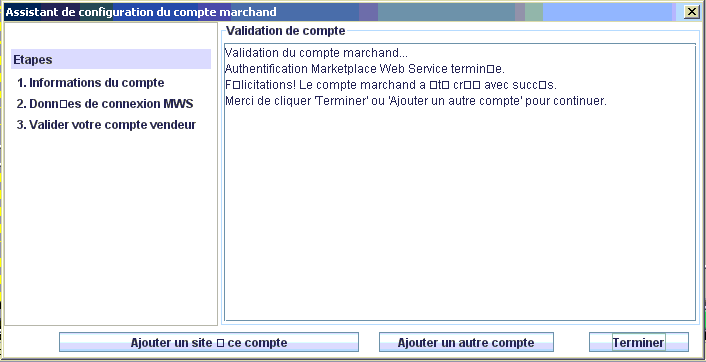 Assistant de configuration du compte marchand
Etapes
1. Informations du compte
2. Donn□es de connexion MWS
3. Valider votre compte vendeur
Validation de compte
Validation du compte marchand...
Authentification Marketplace Web Service termin□e.
F□licitations! Le compte marchand a □t□ cr□□ avec succ□s.
Merci de cliquer 'Terminer' ou 'Ajouter un autre compte' pour continuer.
Ajouter un site □ ce compte
Ajouter un autre compte
Terminer